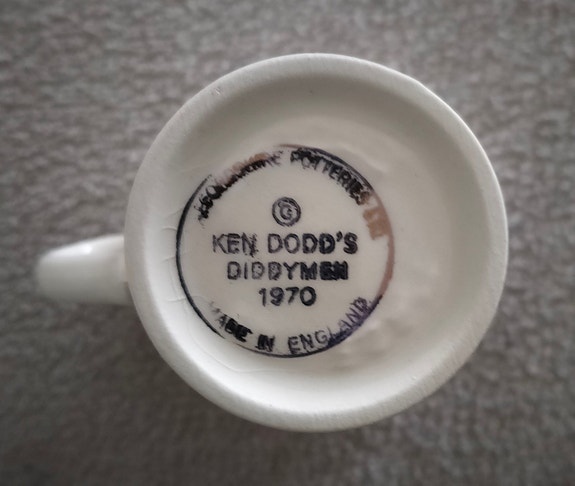 POTTERIES LTD
©
KEN DODD'S
DIDDYMEN
1970
MADE IN ENGLAND